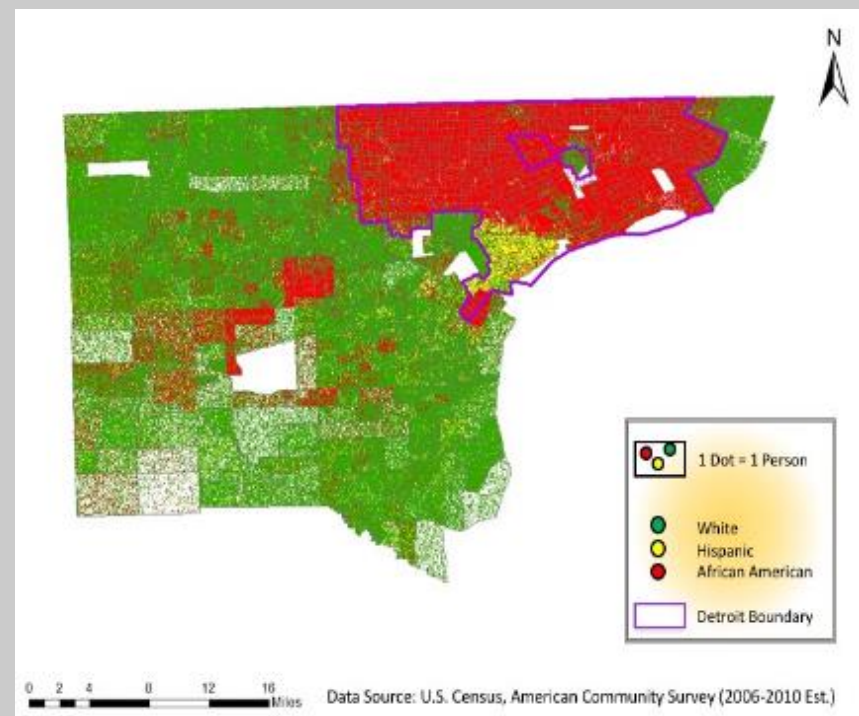 N
1 Dot = 1 Person
White
Hispanic
African American
Detroit Boundary
0 2 4 8 12 16
Miles
Data Source: U.S. Census, American Community Survey (2006-2010 Est.)